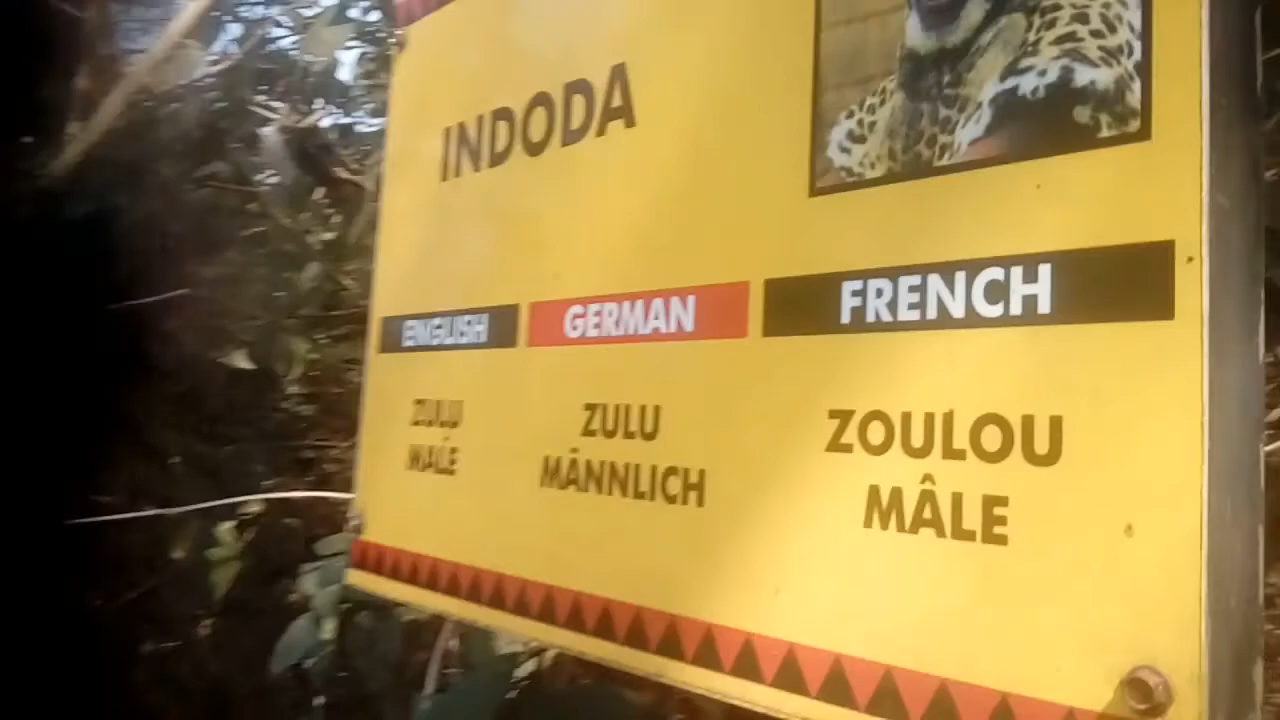 INDODA
ENGLISH GERMAN FRENCH
ZULU ZULU ZOULOU
MALE MÄNNLICH MÂLE